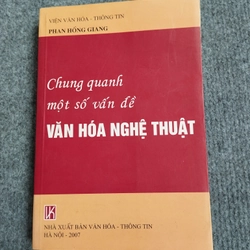 VIỆN VĂN HÓA - THÔNG TIN
PHAN HỒNG GIANG
Chung quanh
một số vấn đề
VĂN HÓA NGHỆ THUẬT
NHÀ XUẤT BẢN VĂN HÓA - THÔNG TIN
HÀ NỘI - 2007